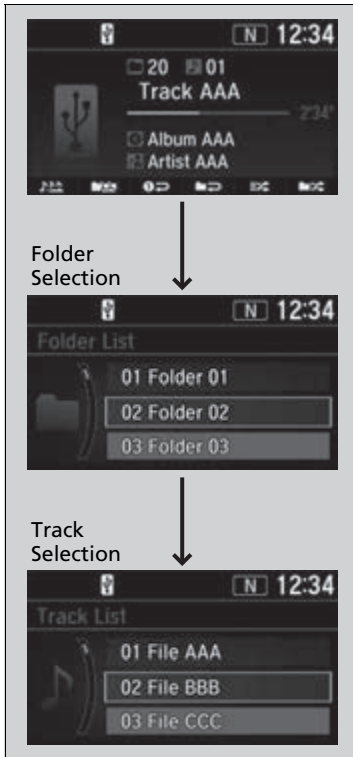 N 12:34
20 01
Track AAA
2'34"
Album AAA
Artist AAA
Folder
Selection
N 12:34
Folder List
01 Folder 01
02 Folder 02
03 Folder 03
Track
Selection
N 12:34
Track List
01 File AAA
02 File BBB
03 File CCC